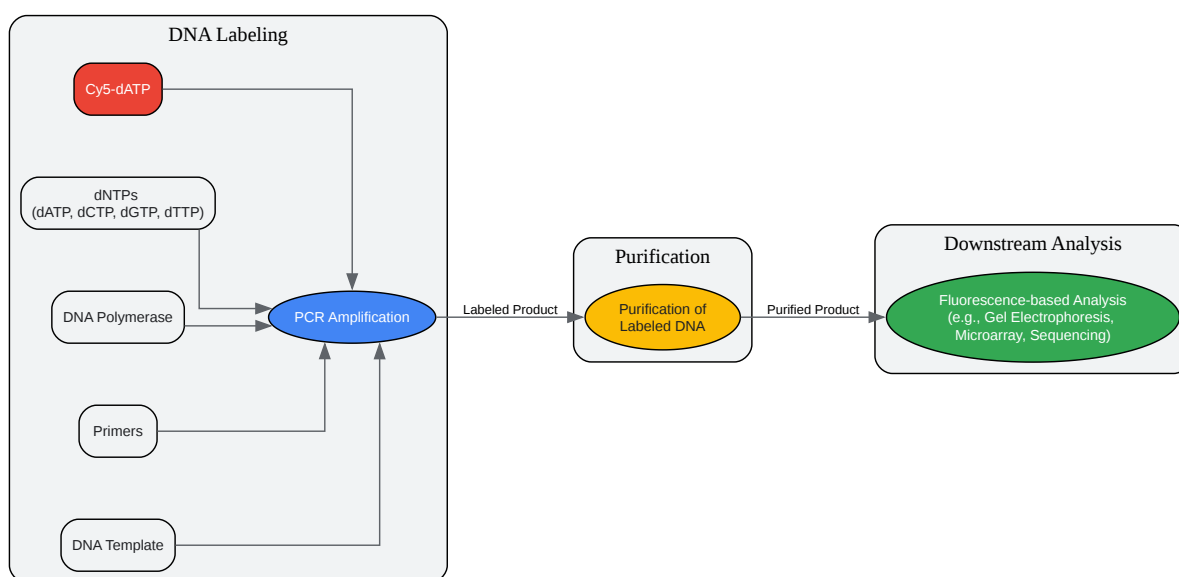 DNA Labeling
Cy5-dATP
dNTPs
(dATP, dCTP, dGTP, dTTP)
DNA Polymerase
PCR Amplification
Primers
DNA Template
Labeled Product
Purification
Purification of
Labeled DNA
Purified Product
Downstream Analysis
Fluorescence-based Analysis
(e.g., Gel Electrophoresis,
Microarray, Sequencing)